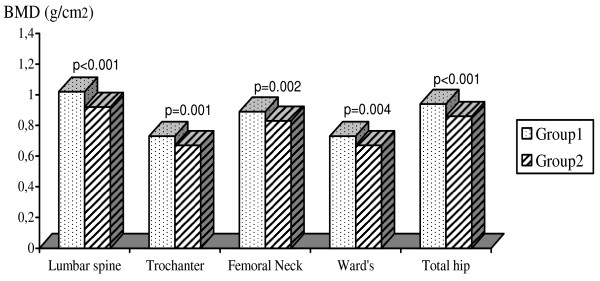 BMD (g/cm2)
1,4
1,2
1
0,8
0,6
0,4
0,2
0
p<0.001
p=0.001
p=0.002
p=0.004
p<0.001
Lumbar spine
Trochanter
Femoral Neck
Ward's
Total hip
Group1
Group2